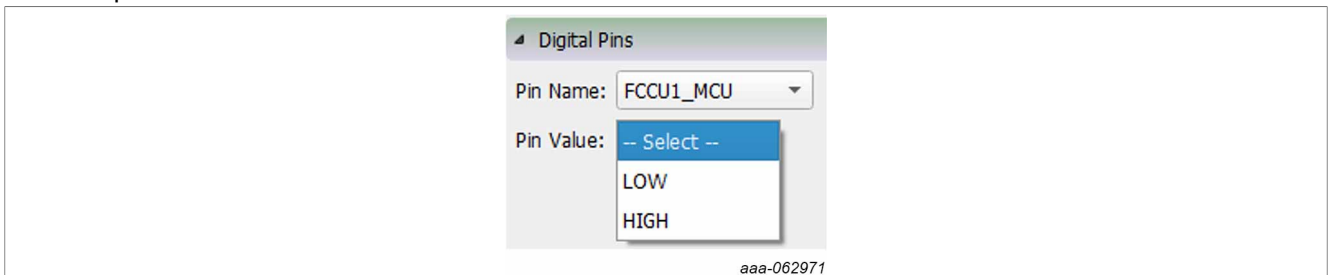 Digital Pins
Pin Name: FCCU1_MCU
Pin Value: -- Select --
LOW
HIGH
aaa-062971